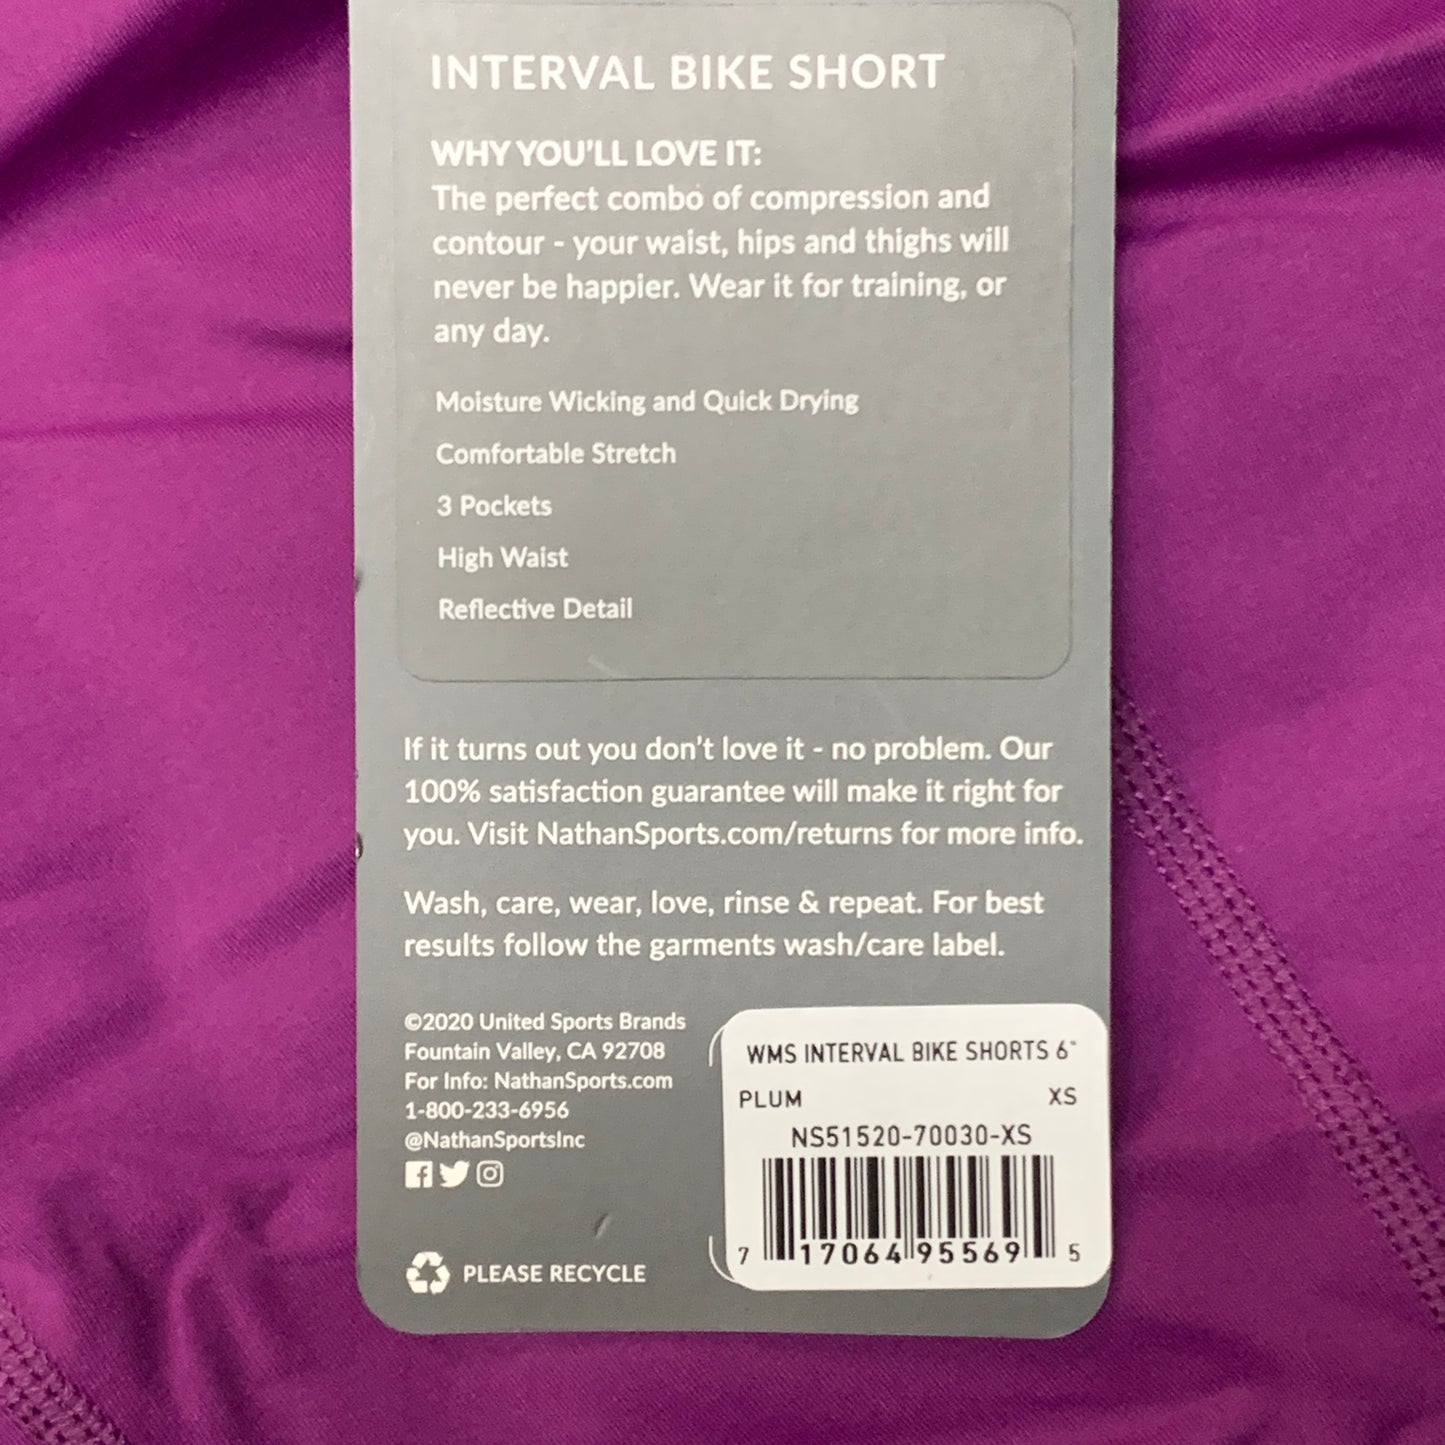 INTERVAL BIKE SHORT
WHY YOU'LL LOVE IT:
The perfect combo of compression and
contour - your waist, hips and thighs will
never be happier. Wear it for training, or
any day.
Moisture Wicking and Quick Drying
Comfortable Stretch
3 Pockets
High Waist
Reflective Detail
If it turns out you don't love it - no problem. Our
100% satisfaction guarantee will make it right for
you. Visit NathanSports.com/returns for more info.
Wash, care, wear, love, rinse & repeat. For best
results follow the garments wash/care label.
©2020 United Sports Brands
Fountain Valley, CA 92708
For Info: NathanSports.com
1-800-233-6956
@NathanSportsInc
PLEASE RECYCLE
WMS INTERVAL BIKE SHORTS 6"
PLUM XS
NS51520-70030-XS
7 17064 95569 5